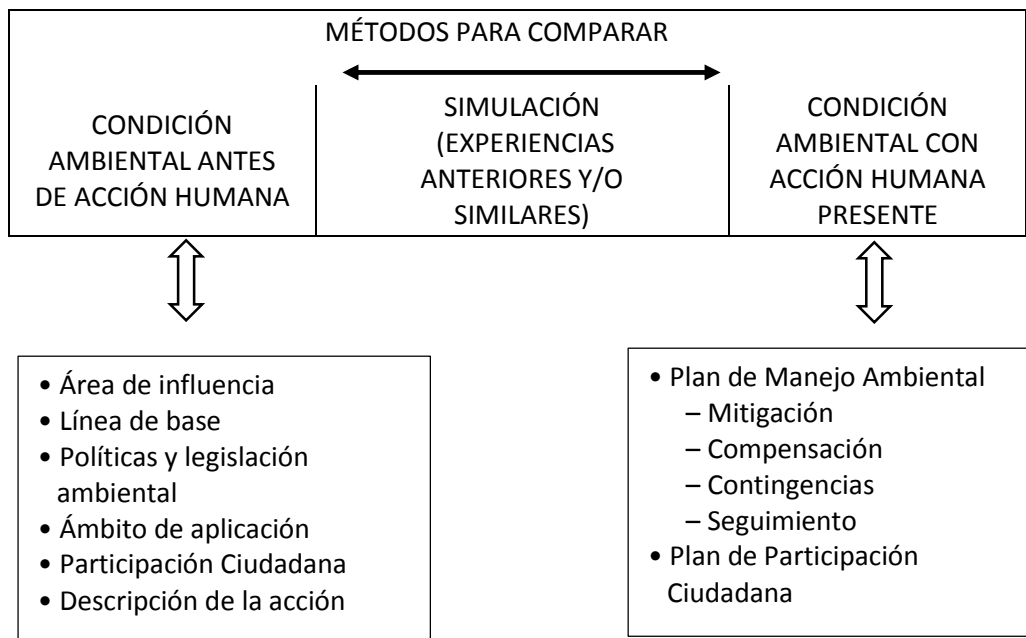 MÉTODOS PARA COMPARAR
CONDICIÓN
AMBIENTAL ANTES
DE ACCIÓN HUMANA
SIMULACIÓN
(EXPERIENCIAS
ANTERIORES Y/O
SIMILARES)
CONDICIÓN
AMBIENTAL CON
ACCIÓN HUMANA
PRESENTE
• Área de influencia
• Línea de base
• Políticas y legislación
ambiental
• Ámbito de aplicación
• Participación Ciudadana
• Descripción de la acción
• Plan de Manejo Ambiental
– Mitigación
– Compensación
– Contingencias
– Seguimiento
• Plan de Participación
Ciudadana